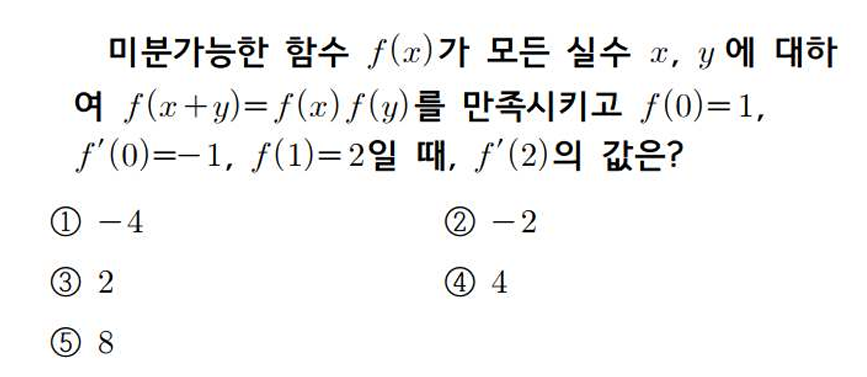 미분가능한 함수 f(x)가 모든 실수 x, y에 대하
여 f(x+y)=f(x)f(y)를 만족시키고 f(0)=1,
f′(0)=−1, f(1)=2일 때, f′(2)의 값은?
① −4 ② −2
③ 2 ④ 4
⑤ 8